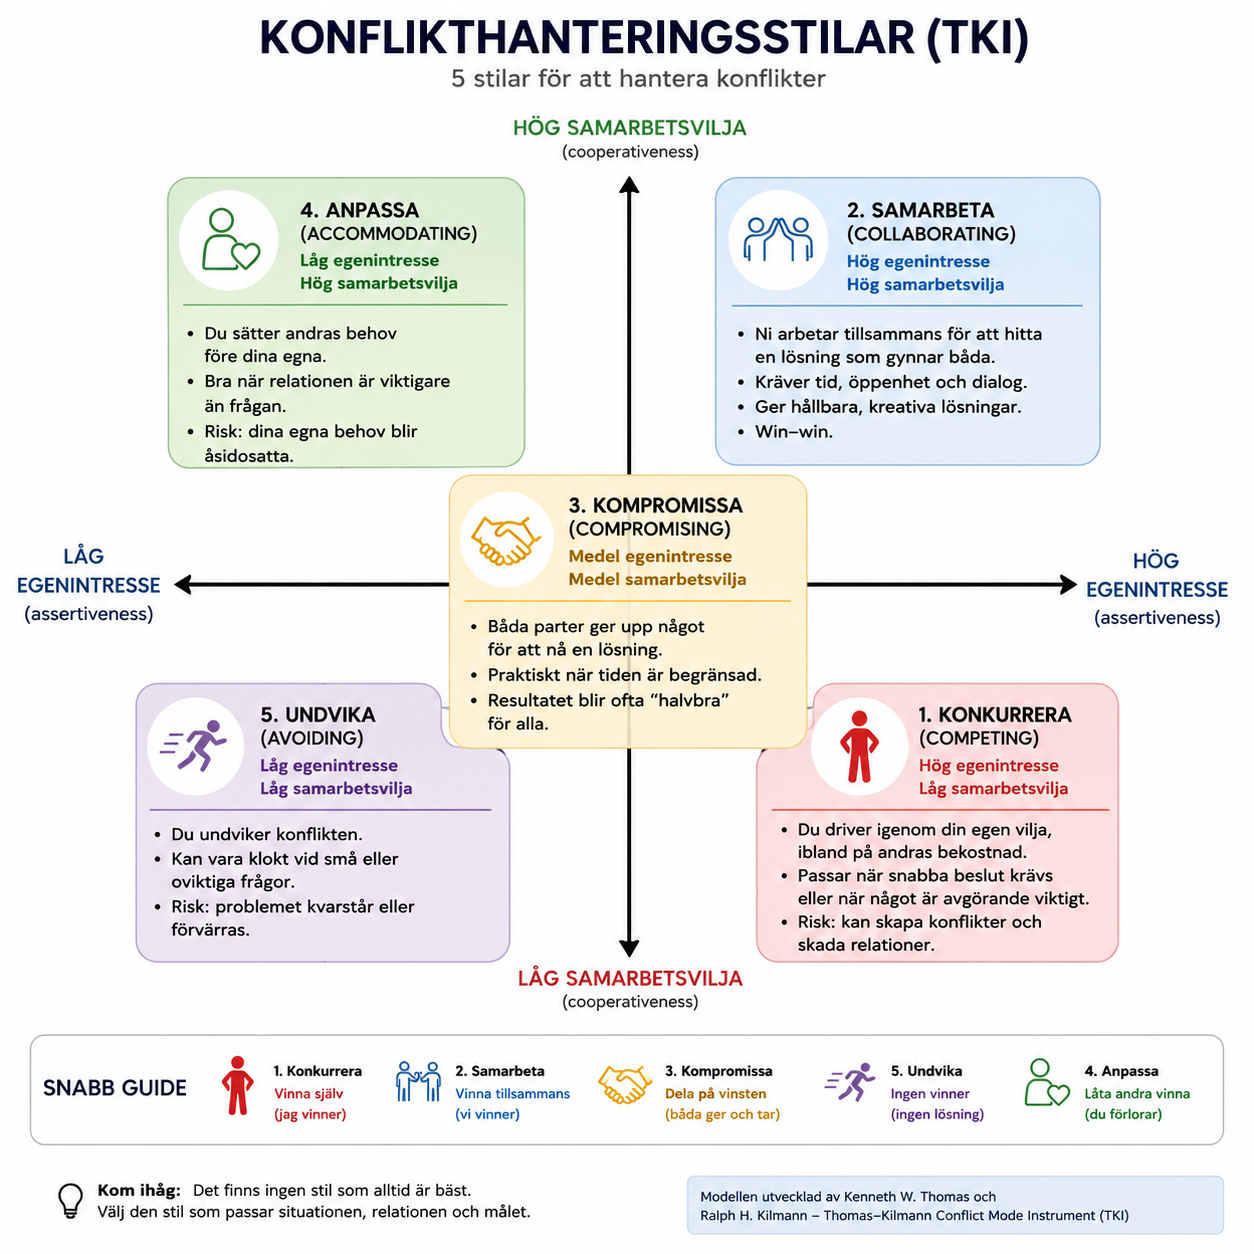 KONFLIKTHANTERINGSSTILAR (TKI)
5 stilar för att hantera konflikter
HÖG SAMARBETSVILJA
(cooperativeness)
4. ANPASSA
(ACCOMMODATING)
Låg egenintresse
Hög samarbetsvilja
• Du sätter andras behov
före dina egna.
• Bra när relationen är viktigare
än frågan.
• Risk: dina egna behov blir
åsidosatta.
2. SAMARBETA
(COLLABORATING)
Hög egenintresse
Hög samarbetsvilja
• Ni arbetar tillsammans för att hitta
en lösning som gynnar båda.
• Kräver tid, öppenhet och dialog.
• Ger hållbara, kreativa lösningar.
• Win–win.
3. KOMPROMISSA
(COMPROMISING)
Medel egenintresse
Medel samarbetsvilja
• Båda parter ger upp något
för att nå en lösning.
• Praktiskt när tiden är begränsad.
• Resultatet blir ofta “halvbra”
för alla.
LÅG
EGENINTRESSE
(assertiveness)
HÖG
EGENINTRESSE
(assertiveness)
5. UNDVIKA
(AVOIDING)
Låg egenintresse
Låg samarbetsvilja
• Du undviker konflikten.
• Kan vara klokt vid små eller
oviktiga frågor.
• Risk: problemet kvarstår eller
förvärras.
1. KONKURRERA
(COMPETING)
Hög egenintresse
Låg samarbetsvilja
• Du driver igenom din egen vilja,
ibland på andras bekostnad.
• Passar när snabba beslut krävs
eller när något är avgörande viktigt.
• Risk: kan skapa konflikter och
skada relationer.
LÅG SAMARBETSVILJA
(cooperativeness)
SNABB GUIDE
1. Konkurrera
Vinna själv
(jag vinner)
2. Samarbeta
Vinna tillsammans
(vi vinner)
3. Kompromissa
Dela på vinsten
(båda ger och tar)
5. Undvika
Ingen vinner
(ingen lösning)
4. Anpassa
Låta andra vinna
(du förlorar)
Kom ihåg: Det finns ingen stil som alltid är bäst.
Välj den stil som passar situationen, relationen och målet.
Modellen utvecklad av Kenneth W. Thomas och
Ralph H. Kilmann – Thomas–Kilmann Conflict Mode Instrument (TKI)